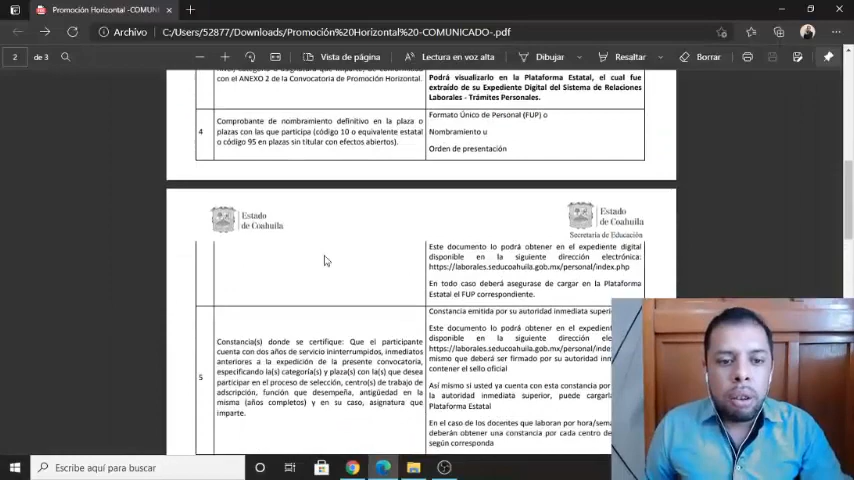 Promoción Horizontal -COMUNIC
Archivo
C:/Users/52877/Downloads/Promoción%20Horizontal%20-COMUNICADO-.pdf
2 de 3
Vista de página
Lectura en voz alta
Dibujar
Resaltar
Borrar
con el ANEXO 2 de la Convocatoria de Promoción Horizontal.
Podrá visualizarlo en la Plataforma Estatal, el cual fue
extraído de su Expediente Digital del Sistema de Relaciones
Laborales - Trámites Personales.
4
Comprobante de nombramiento definitivo en la plaza o
plazas con las que participa (código 10 o equivalente estatal
o código 95 en plazas sin titular con efectos abiertos).
Formato Único de Personal (FUP) o
Nombramiento u
Orden de presentación
Estado
de Coahuila
Estado
de Coahuila
Secretaría de Educación
Este documento lo podrá obtener en el expediente digital
disponible en la siguiente dirección electrónica:
https://laborales.seducoahuila.gob.mx/personal/index.php
En todo caso deberá asegurase de cargar en la Plataforma
Estatal el FUP correspondiente.
5
Constancia(s) donde se certifique: Que el participante
cuenta con dos años de servicio ininterrumpidos, inmediatos
anteriores a la expedición de la presente convocatoria,
especificando la(s) categoría(s) y plaza(s) con la(s) que desea
participar en el proceso de selección, centro(s) de trabajo de
adscripción, función que desempeña, antigüedad en la
misma (años completos) y en su caso, asignatura que
imparte.
Constancia emitida por su autoridad inmediata superi
Este documento lo podrá obtener en el expediente
disponible en la siguiente dirección ele
https://laborales.seducoahuila.gob.mx/personal/inde
mismo que deberá ser firmado por su autoridad inm
contener el sello oficial
Así mismo si usted ya cuenta con esta constancia por
la autoridad inmediata superior, puede cargarla
Plataforma Estatal
En el caso de los docentes que laboran por hora/sema
deberán obtener una constancia por cada centro de
según corresponda
Escribe aquí para buscar